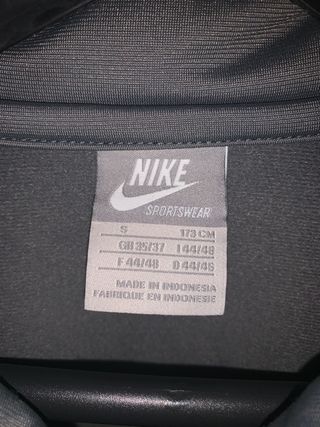 NIKE
SPORTSWEAR
S 173 CM
GB 35/37 I 44/48
F 44/48 D 44/46
MADE IN INDONESIA
FABRIQUE EN INDONESIE